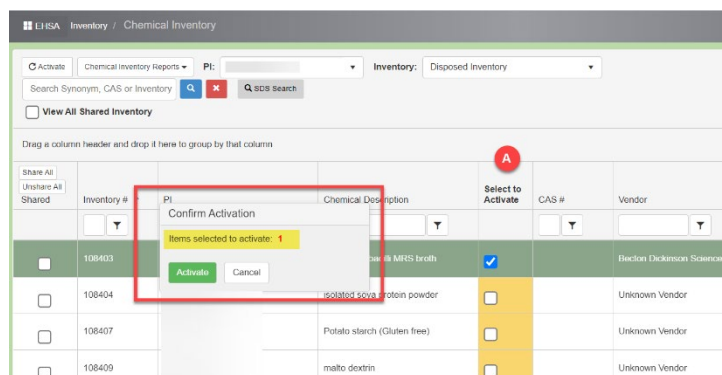 EHSA Inventory / Chemical Inventory
Activate Chemical Inventory Reports PI: Inventory: Disposed Inventory
Search Synonym, CAS or Inventory SDS Search
View All Shared Inventory
Drag a column header and drop it here to group by that column
A
Share All
Unshare All
Shared Inventory # PI Chemical Description Select to Activate CAS # Vendor
Confirm Activation
Items selected to activate: 1
Activate Cancel
108403 MRS broth Becton Dickinson Science
108404 isolated soya protein powder Unknown Vendor
108407 Potato starch (Gluten free) Unknown Vendor
108409 malto dextrin Unknown Vendor